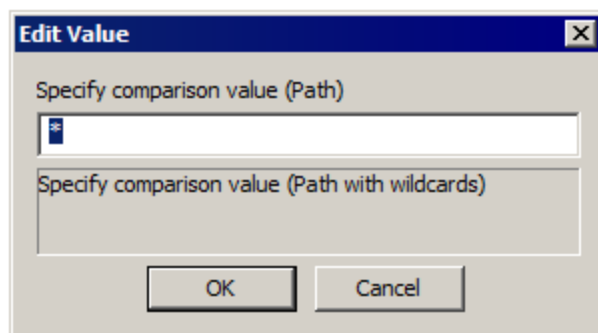 Edit Value
Specify comparison value (Path)
*
Specify comparison value (Path with wildcards)
OK
Cancel